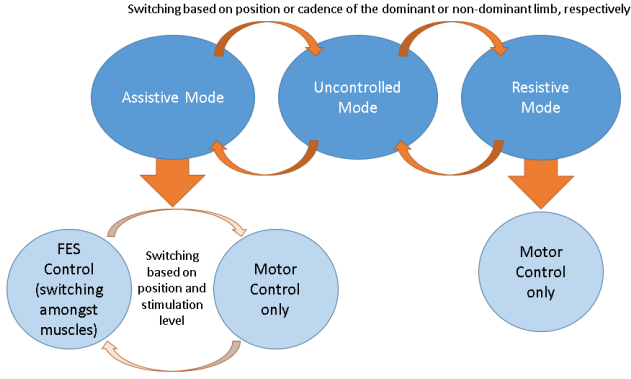 Switching based on position or cadence of the dominant or non-dominant limb, respectively
Assistive Mode
Uncontrolled
Mode
Resistive
Mode
FES
Control
(switching
amongst
muscles)
Switching
based on
position and
stimulation
level
Motor
Control
only
Motor
Control
only